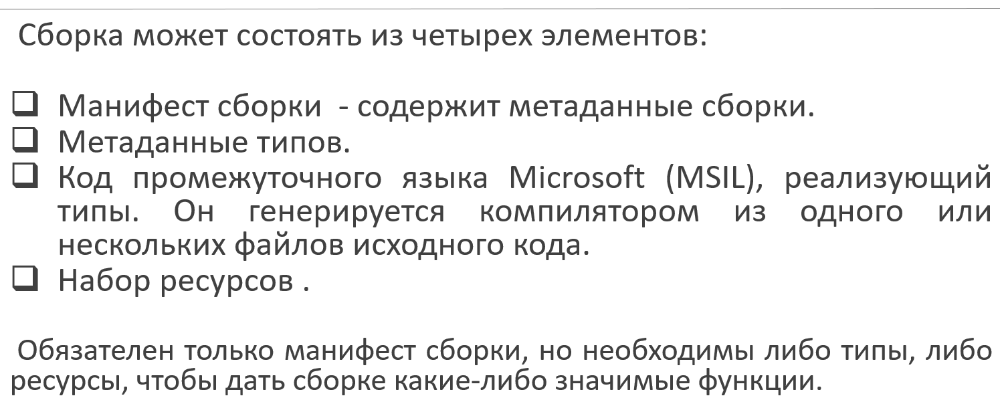 Сборка может состоять из четырех элементов:
❑ Манифест сборки - содержит метаданные сборки.
❑ Метаданные типов.
❑ Код промежуточного языка Microsoft (MSIL), реализующий
типы. Он генерируется компилятором из одного или
нескольких файлов исходного кода.
❑ Набор ресурсов .
Обязателен только манифест сборки, но необходимы либо типы, либо
ресурсы, чтобы дать сборке какие-либо значимые функции.